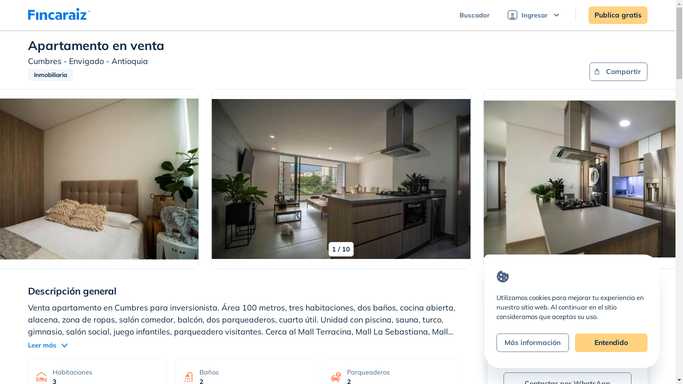 Fincaraiz
Buscador
Ingresar
Publica gratis
Apartamento en venta
Cumbres - Envigado - Antioquia
Inmobiliaria
Compartir
1 / 10
Descripción general
Venta apartamento en Cumbres para inversionista. Área 100 metros, tres habitaciones, dos baños, cocina abierta,
alacena, zona de ropas, salón comedor, balcón, dos parqueaderos, cuarto útil. Unidad con piscina, sauna, turco,
gimnasio, salón social, juego infantiles, parqueadero visitantes. Cerca al Mall Terracina, Mall La Sebastiana, Mall...
Leer más
Habitaciones
3
Baños
2
Parqueaderos
2
Utilizamos cookies para mejorar tu experiencia en
nuestro sitio web. Al continuar en el sitio
consideramos que aceptas su uso.
Más información
Entendido
Contactar por WhatsApp